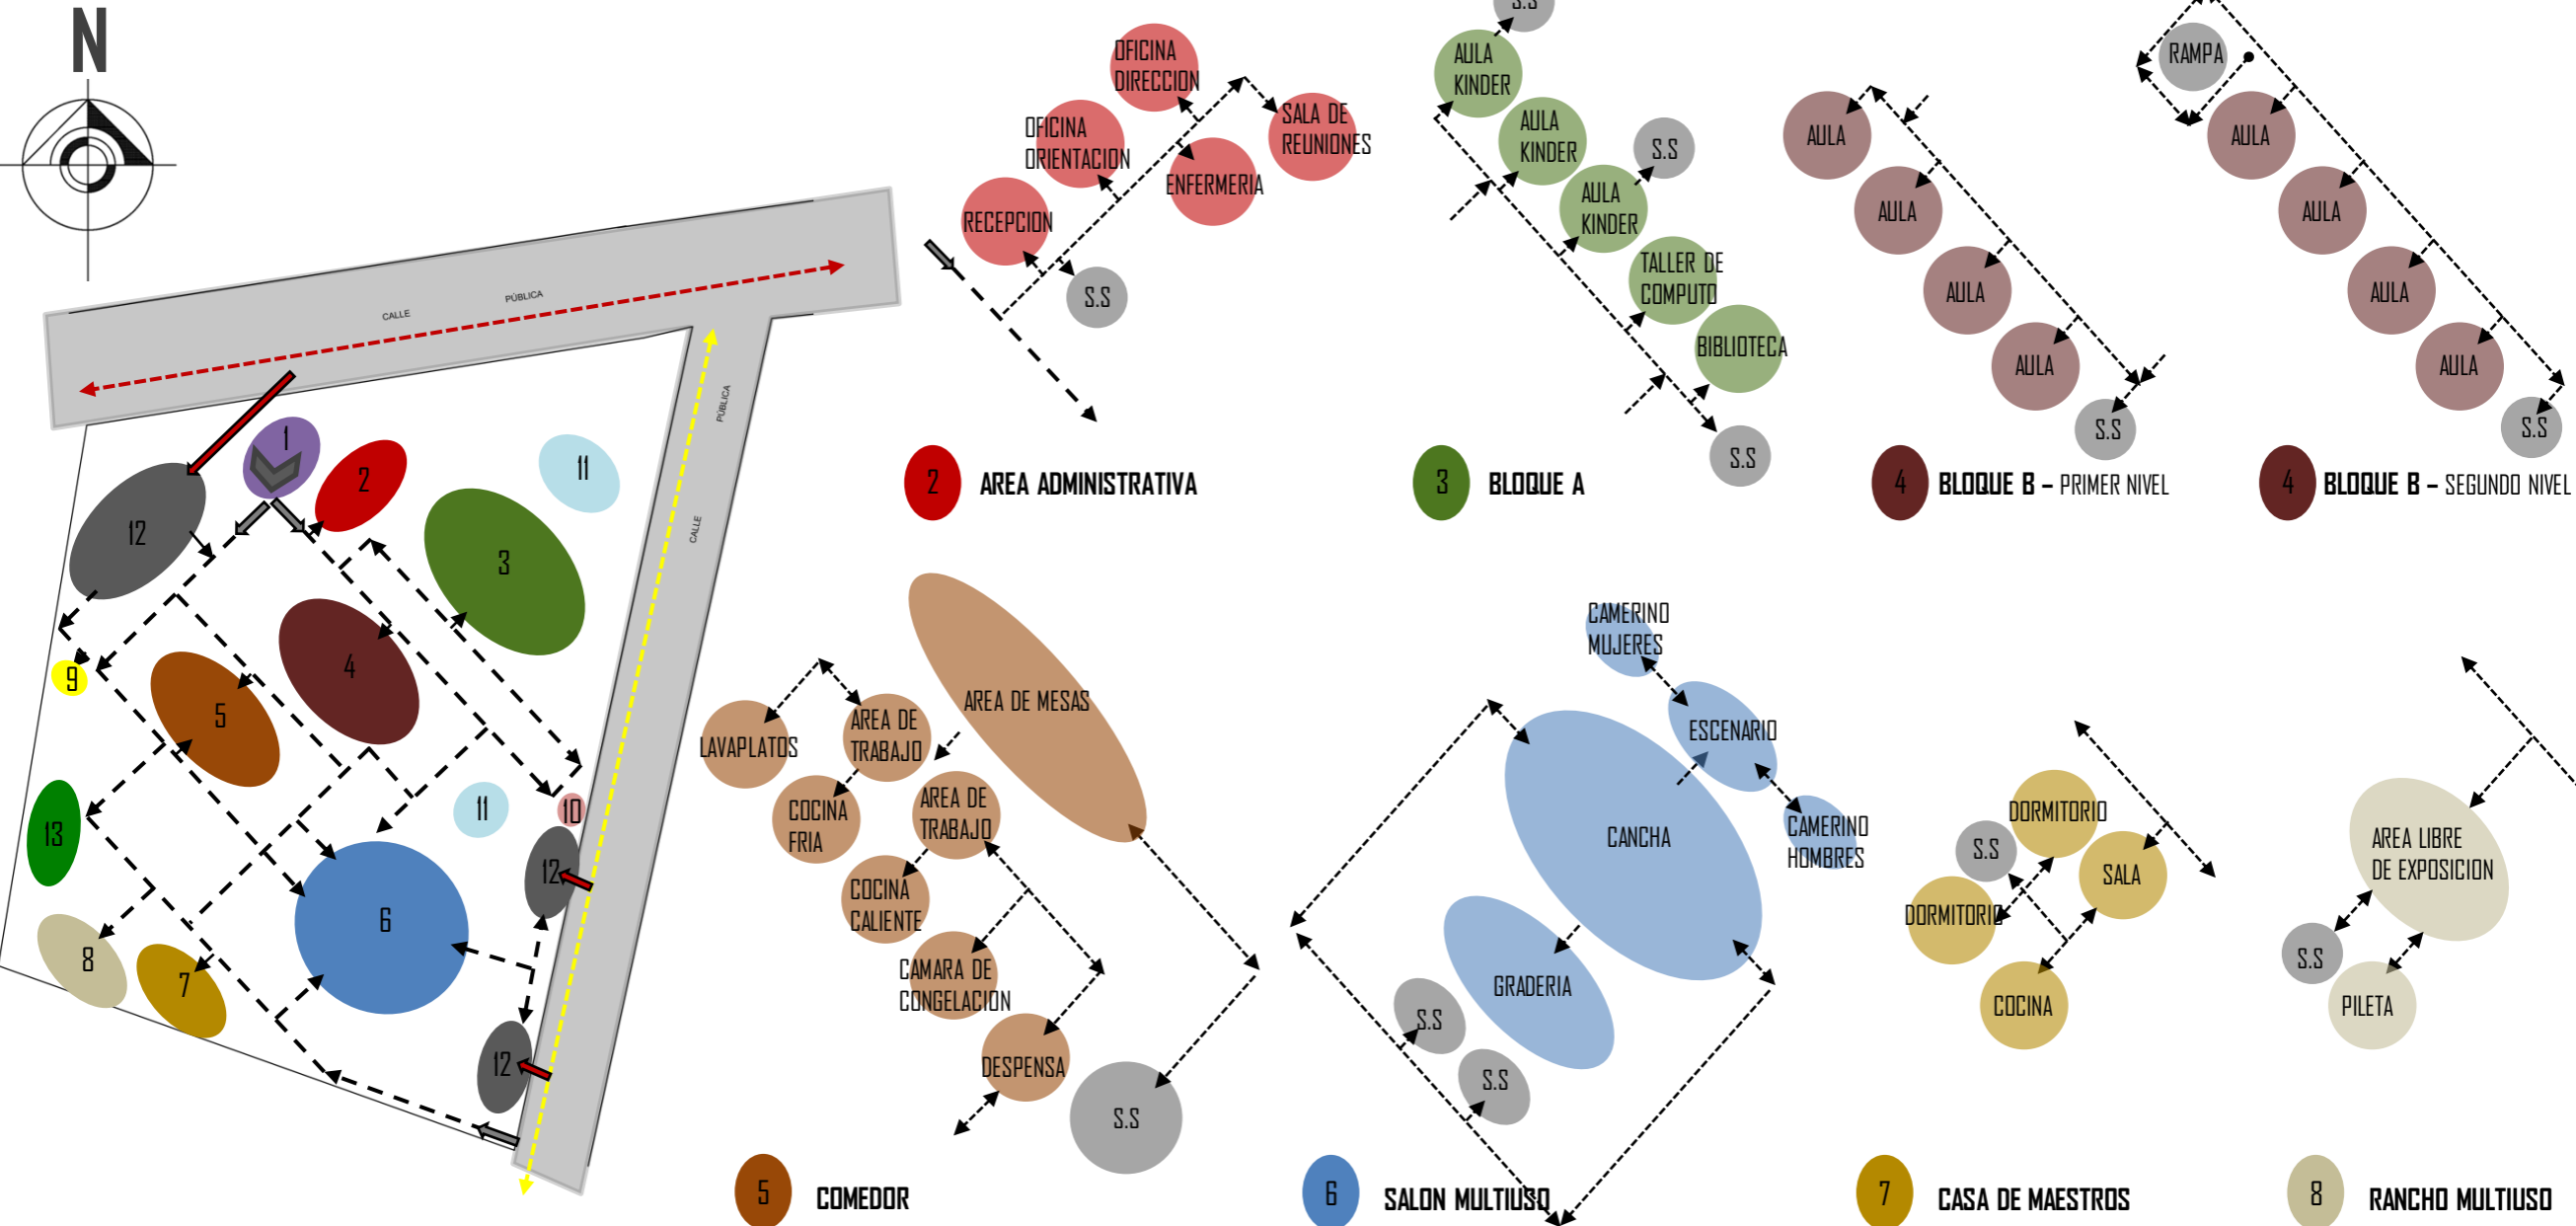 N
CALLE
PÚBLICA
PÚBLICA
CALLE
1
2
3
4
5
6
7
8
9
10
11
11
12
12
12
13
OFICINA
DIRECCION
OFICINA
ORIENTACION
RECEPCION
SALA DE
REUNIONES
ENFERMERIA
S.S
2
AREA ADMINISTRATIVA
S.S
AULA
KINDER
AULA
KINDER
AULA
KINDER
S.S
TALLER DE
COMPUTO
BIBLIOTECA
S.S
3
BLOQUE A
AULA
AULA
AULA
AULA
S.S
4
BLOQUE B – PRIMER NIVEL
RAMPA
AULA
AULA
AULA
AULA
S.S
4
BLOQUE B – SEGUNDO NIVEL
AREA DE MESAS
LAVAPLATOS
AREA DE
TRABAJO
COCINA
FRIA
AREA DE
TRABAJO
COCINA
CALIENTE
CAMARA DE
CONGELACION
DESPENSA
S.S
5
COMEDOR
CAMERINO
MUJERES
ESCENARIO
CAMERINO
HOMBRES
CANCHA
GRADERIA
S.S
S.S
6
SALON MULTIUSO
DORMITORIO
S.S
SALA
DORMITORIO
COCINA
7
CASA DE MAESTROS
AREA LIBRE
DE EXPOSICION
S.S
PILETA
8
RANCHO MULTIUSO